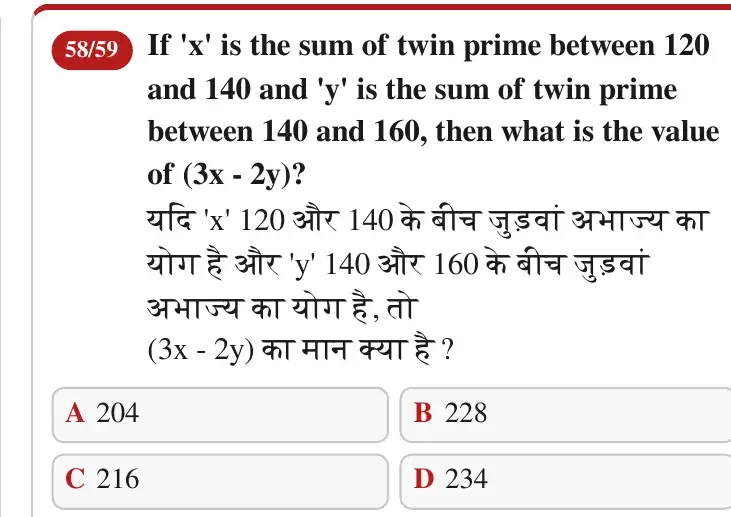 58/59 If 'x' is the sum of twin prime between 120
and 140 and 'y' is the sum of twin prime
between 140 and 160, then what is the value
of (3x - 2y)?
यदि 'x' 120 और 140 के बीच जुड़वां अभाज्य का
योग है और 'y' 140 और 160 के बीच जुड़वां
अभाज्य का योग है, तो
(3x - 2y) का मान क्या है ?
A 204
B 228
C 216
D 234